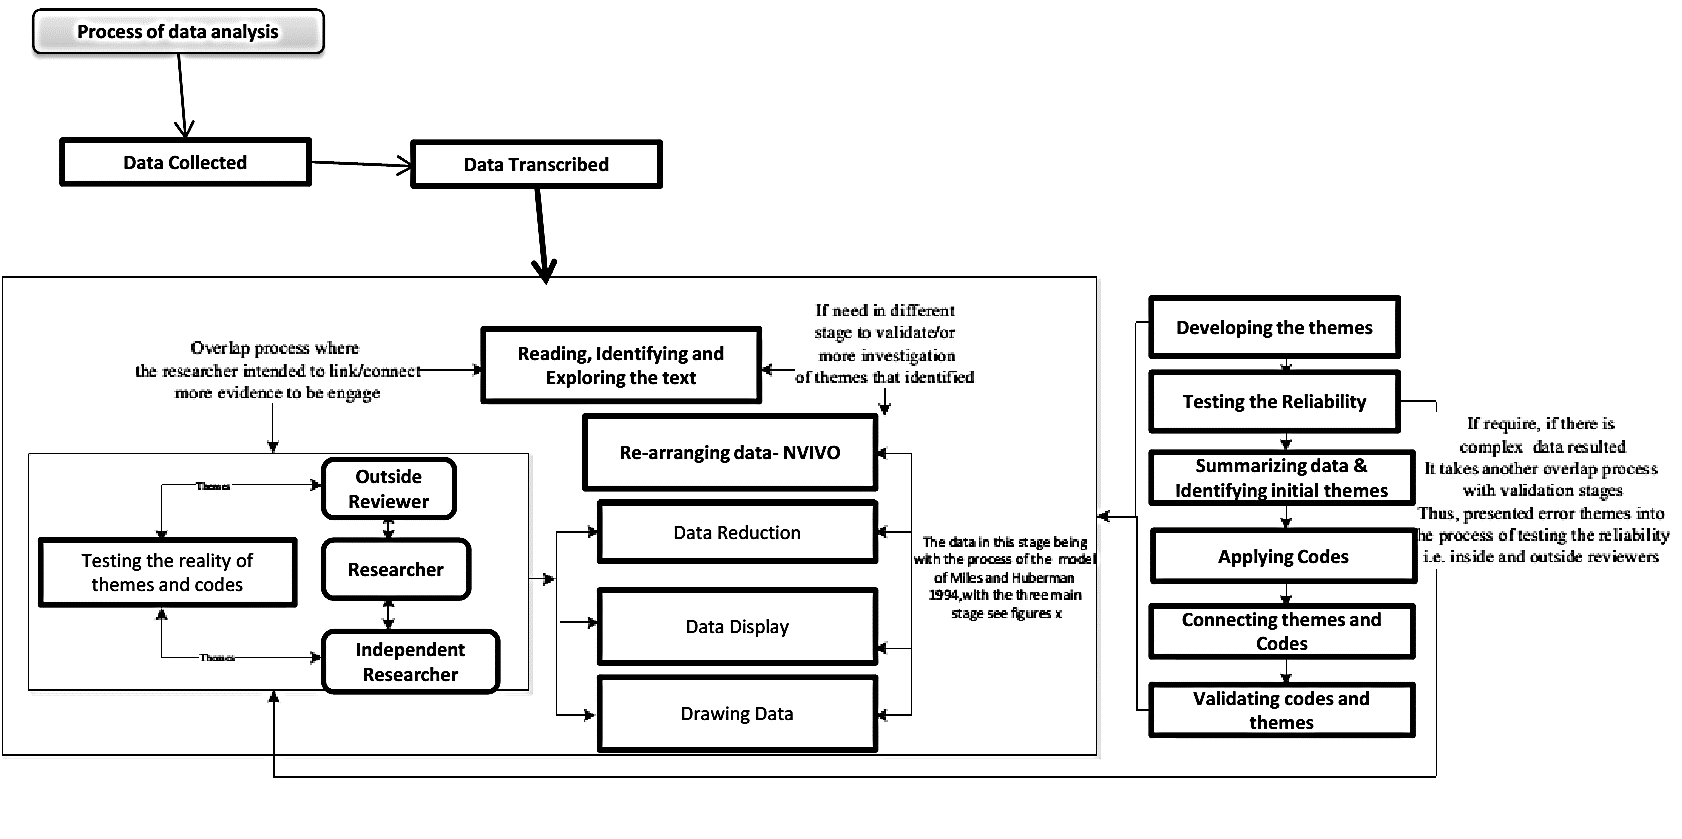 Process of data analysis
Data Collected
Data Transcribed
If need in different
stage to validate/or
more investigation
of themes that identified
Reading, Identifying and
Exploring the text
Overlap process where
the researcher intended to link/connect
more evidence to be engage
Re-arranging data- NVIVO
Outside
Reviewer
Themes
Testing the reality of
themes and codes
Researcher
Themes
Independent
Researcher
Data Reduction
Data Display
Drawing Data
The data in this stage being
with the process of the model
of Miles and Huberman
1994,with the three main
stage see figures x
Developing the themes
Testing the Reliability
Summarizing data &
Identifying initial themes
Applying Codes
Connecting themes and
Codes
Validating codes and
themes
If require, if there is
complex data resulted
It takes another overlap process
with validation stages
Thus, presented error themes into
he process of testing the reliability
i.e. inside and outside reviewers